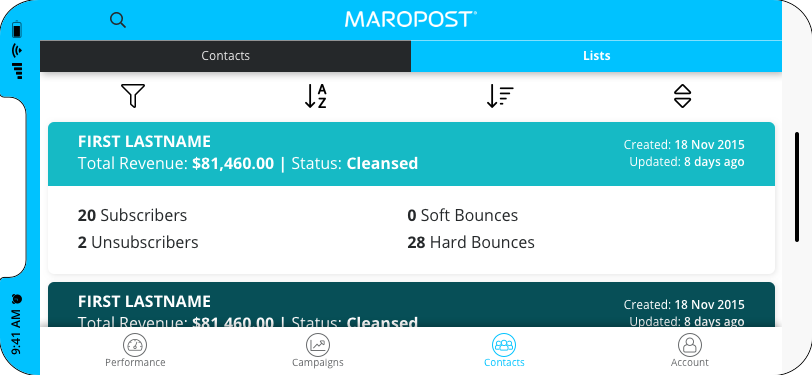 9:41 AM
MAROPOST
Contacts
Lists
A
Z
FIRST LASTNAME
Created: 18 Nov 2015
Total Revenue: $81,460.00 | Status: Cleansed
Updated: 8 days ago
20 Subscribers
0 Soft Bounces
2 Unsubscribers
28 Hard Bounces
FIRST LASTNAME
Created: 18 Nov 2015
Total Revenue: $81,460.00 | Status: Cleansed
Updated: 8 days ago
Performance
Campaigns
Contacts
Account